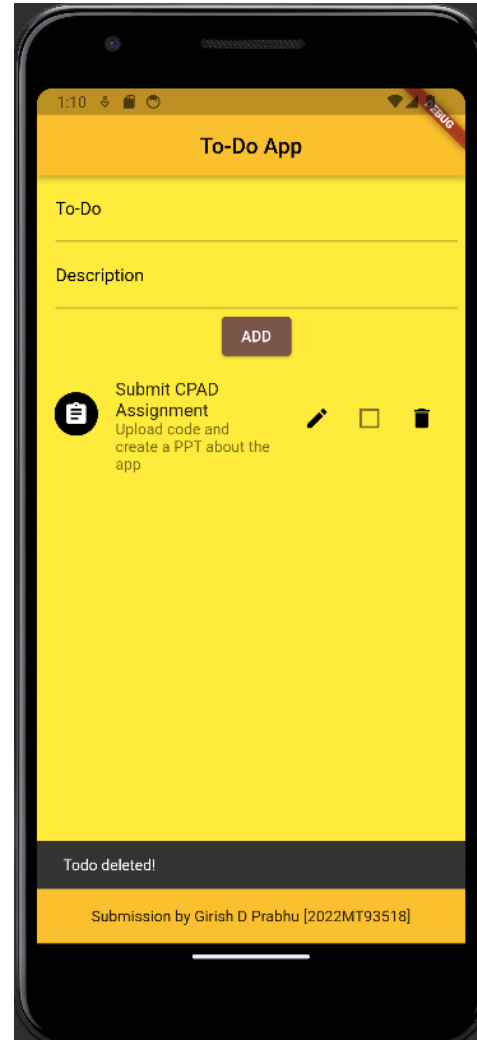 1:10
DEBUG
To-Do App
To-Do
Description
ADD
Submit CPAD
Assignment
Upload code and
create a PPT about the
app
Todo deleted!
Submission by Girish D Prabhu [2022MT93518]